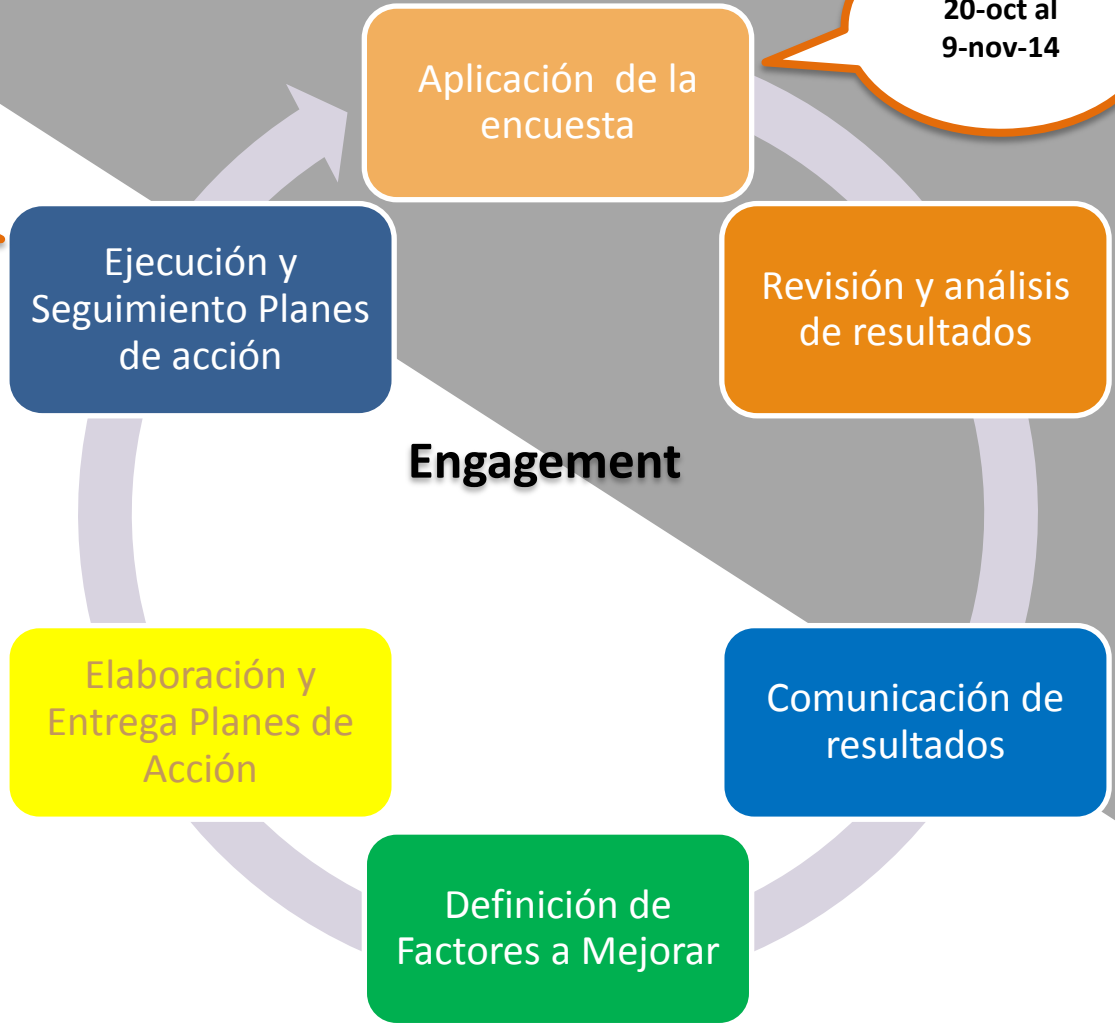 20-oct al
9-nov-14
Aplicación de la
encuesta
Revisión y análisis
de resultados
Comunicación de
resultados
Definición de
Factores a Mejorar
Elaboración y
Entrega Planes de
Acción
Ejecución y
Seguimiento Planes
de acción
Engagement